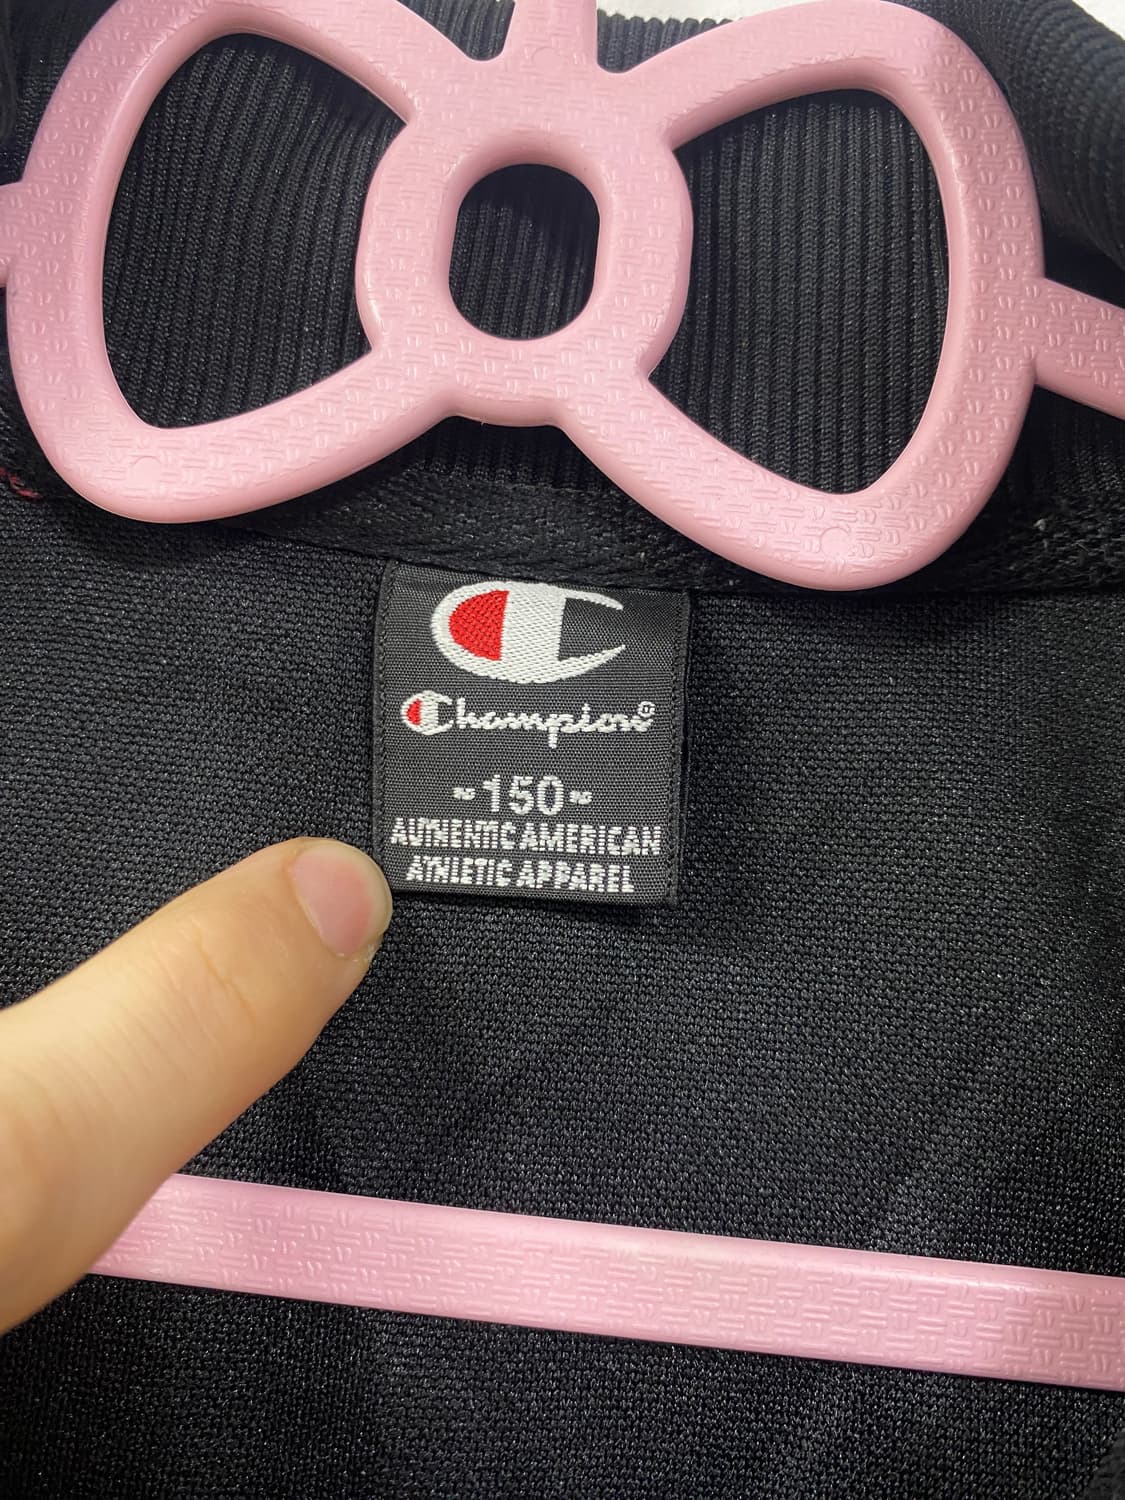 Champion®
~150~
AUTHENTIC AMERICAN
ATHLETIC APPAREL